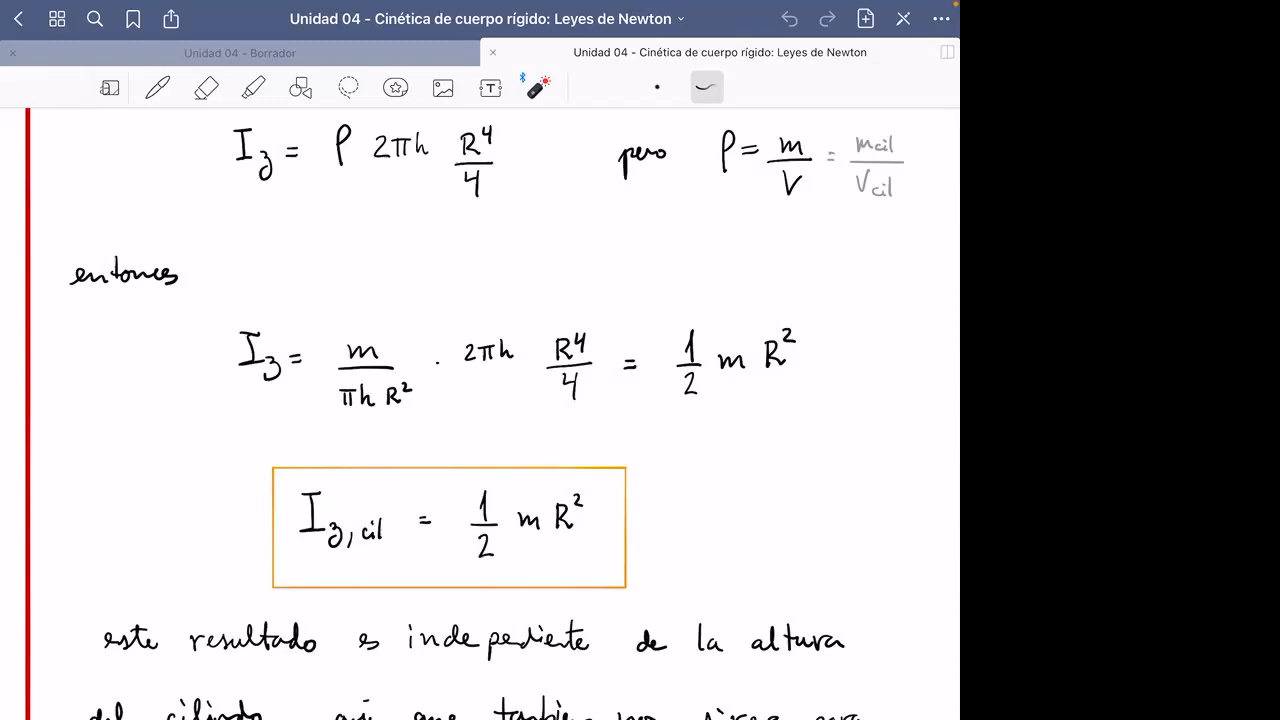 Unidad 04 - Cinética de cuerpo rígido: Leyes de Newton
Unidad 04 - Borrador
Unidad 04 - Cinética de cuerpo rígido: Leyes de Newton
I_z = ρ 2πh R⁴/4 pero ρ = m/V = m_cil/V_cil
entonces
I_z = m/(πh R²) · 2πh R⁴/4 = 1/2 m R²
I_z, cil = 1/2 m R²
este resultado es independiente de la altura
del cilindro